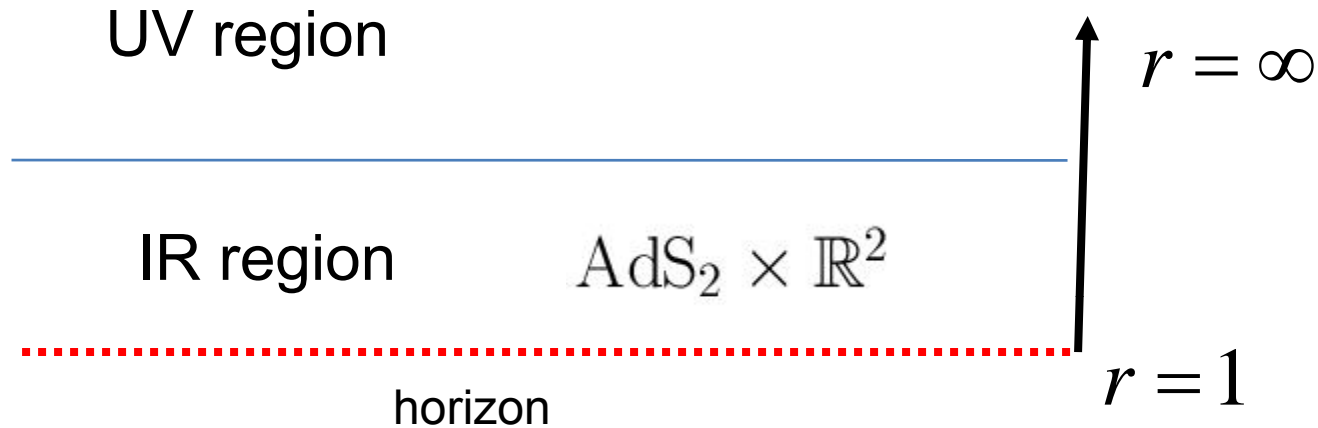 UV region
r = ∞
IR region
AdS₂ × ℝ²
horizon
r = 1